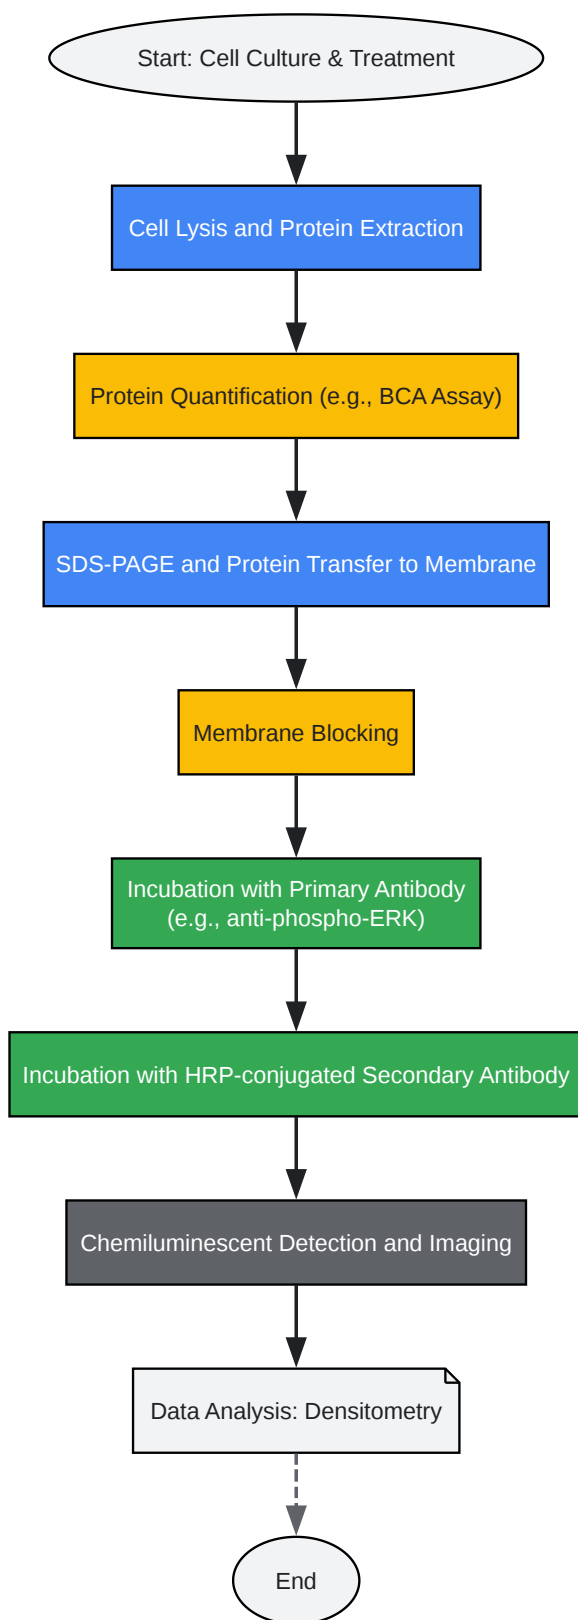 Start: Cell Culture & Treatment
Cell Lysis and Protein Extraction
Protein Quantification (e.g., BCA Assay)
SDS-PAGE and Protein Transfer to Membrane
Membrane Blocking
Incubation with Primary Antibody
(e.g., anti-phospho-ERK)
Incubation with HRP-conjugated Secondary Antibody
Chemiluminescent Detection and Imaging
Data Analysis: Densitometry
End